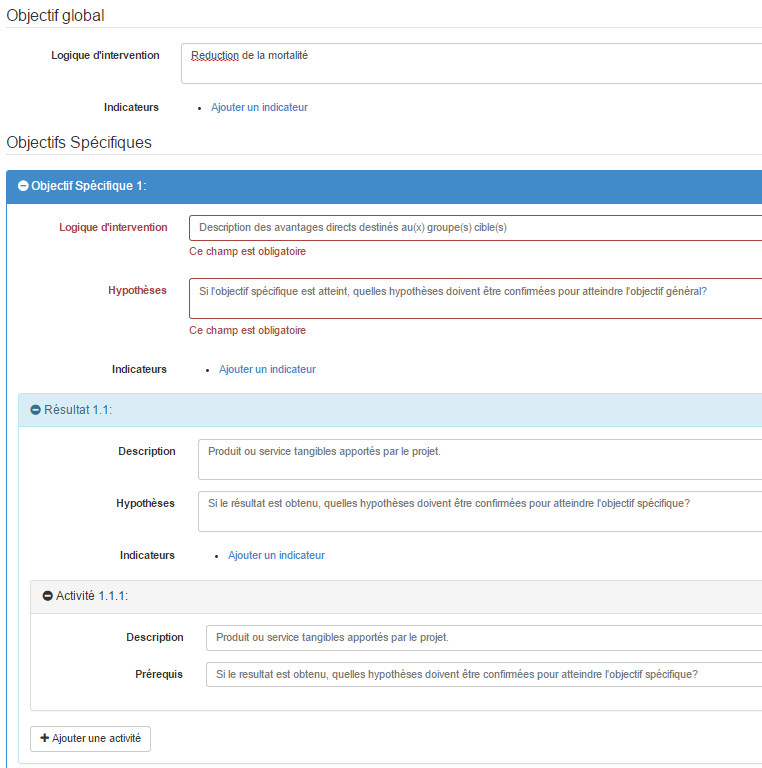 Objectif global
Logique d'intervention Reduction de la mortalité
Indicateurs • Ajouter un indicateur
Objectifs Spécifiques
Objectif Spécifique 1:
Logique d'intervention Description des avantages directs destinés au(x) groupe(s) cible(s)
Ce champ est obligatoire
Hypothèses Si l'objectif spécifique est atteint, quelles hypothèses doivent être confirmées pour atteindre l'objectif général?
Ce champ est obligatoire
Indicateurs • Ajouter un indicateur
Résultat 1.1:
Description Produit ou service tangibles apportés par le projet.
Hypothèses Si le résultat est obtenu, quelles hypothèses doivent être confirmées pour atteindre l'objectif spécifique?
Indicateurs • Ajouter un indicateur
Activité 1.1.1:
Description Produit ou service tangibles apportés par le projet.
Prérequis Si le resultat est obtenu, quelles hypothèses doivent être confirmées pour atteindre l'objectif spécifique?
Ajouter une activité